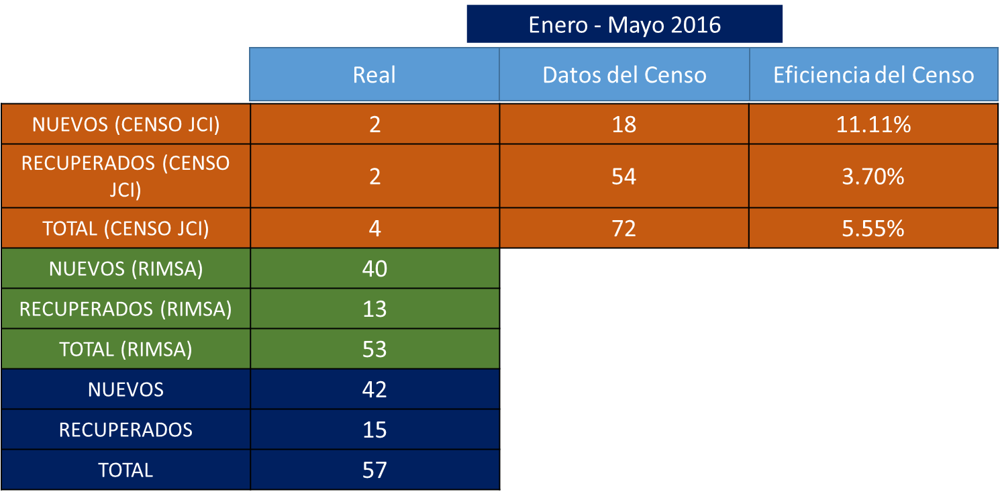 Enero - Mayo 2016
Real Datos del Censo Eficiencia del Censo
NUEVOS (CENSO JCI) 2 18 11.11%
RECUPERADOS (CENSO
JCI) 2 54 3.70%
TOTAL (CENSO JCI) 4 72 5.55%
NUEVOS (RIMSA) 40
RECUPERADOS (RIMSA) 13
TOTAL (RIMSA) 53
NUEVOS 42
RECUPERADOS 15
TOTAL 57